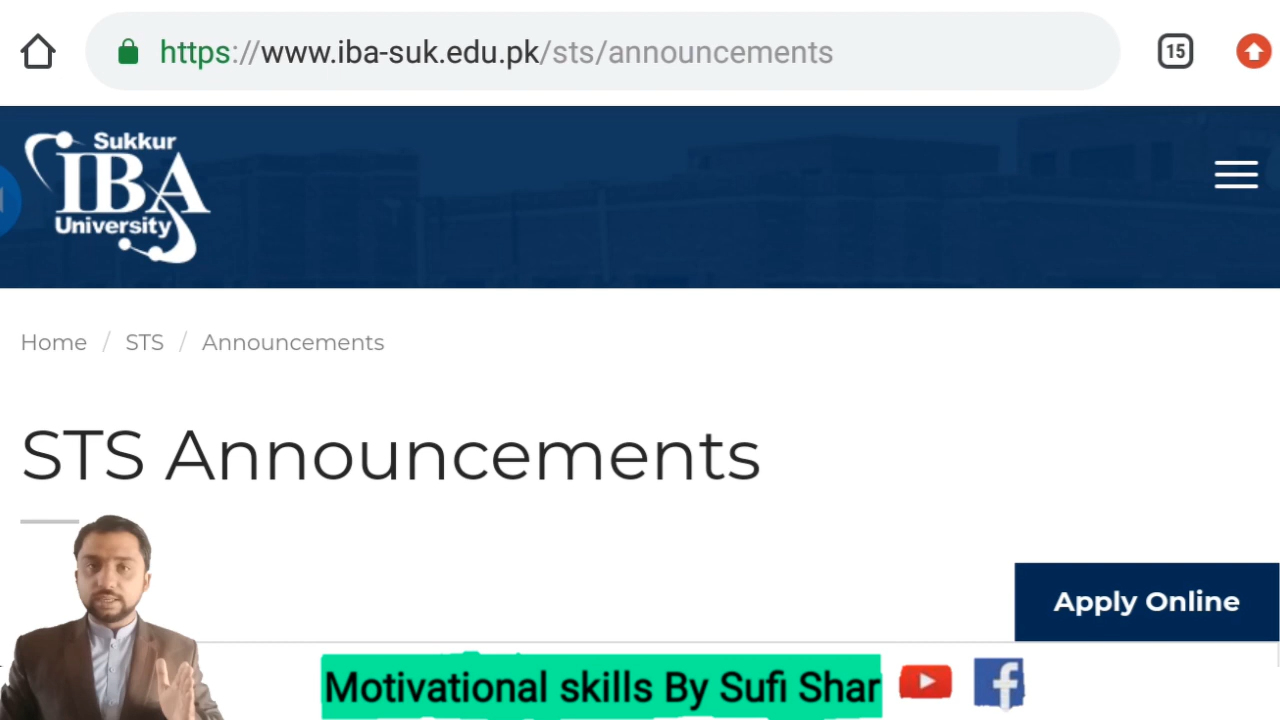 https://www.iba-suk.edu.pk/sts/announcements
15
Sukkur
IBA
University
Home / STS / Announcements
STS Announcements
Apply Online
Motivational skills By Sufi Shar
f